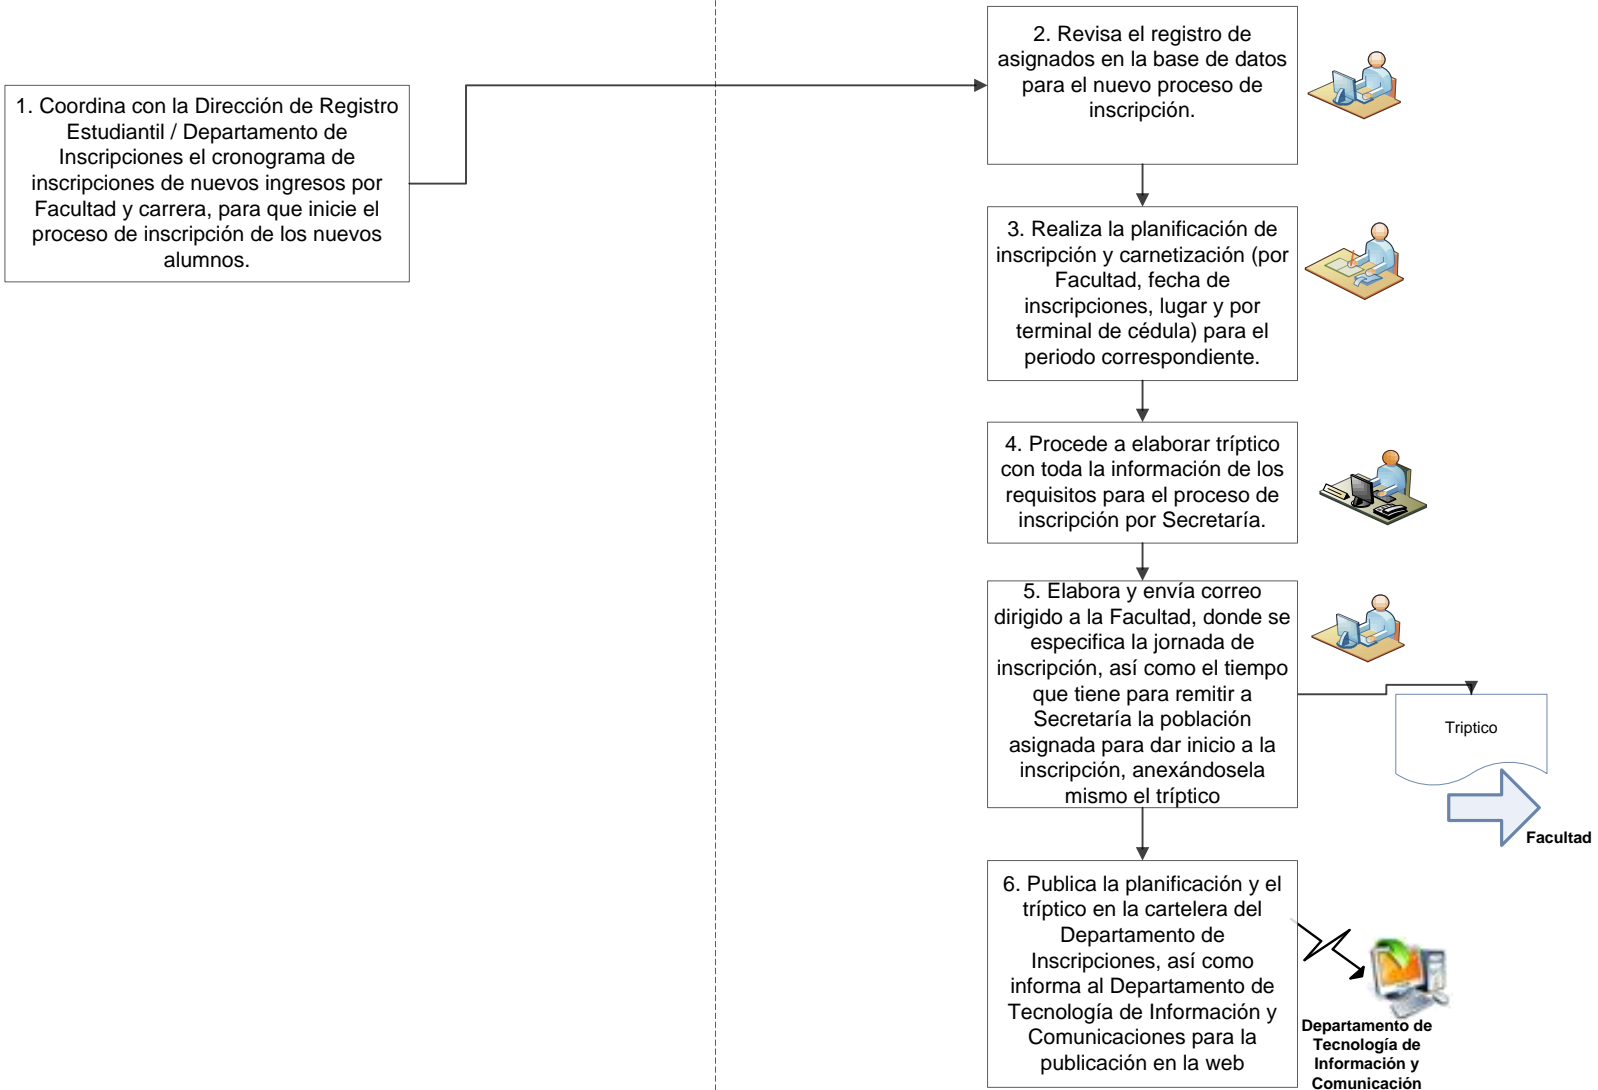 1. Coordina con la Dirección de Registro
Estudiantil / Departamento de
Inscripciones el cronograma de
inscripciones de nuevos ingresos por
Facultad y carrera, para que inicie el
proceso de inscripción de los nuevos
alumnos.
2. Revisa el registro de
asignados en la base de datos
para el nuevo proceso de
inscripción.
3. Realiza la planificación de
inscripción y carnetización (por
Facultad, fecha de
inscripciones, lugar y por
terminal de cédula) para el
periodo correspondiente.
4. Procede a elaborar tríptico
con toda la información de los
requisitos para el proceso de
inscripción por Secretaría.
5. Elabora y envía correo
dirigido a la Facultad, donde se
especifica la jornada de
inscripción, así como el tiempo
que tiene para remitir a
Secretaría la población
asignada para dar inicio a la
inscripción, anexándosela
mismo el tríptico
Triptico
Facultad
6. Publica la planificación y el
tríptico en la cartelera del
Departamento de
Inscripciones, así como
informa al Departamento de
Tecnología de Información y
Comunicaciones para la
publicación en la web
Departamento de
Tecnología de
Información y
Comunicación